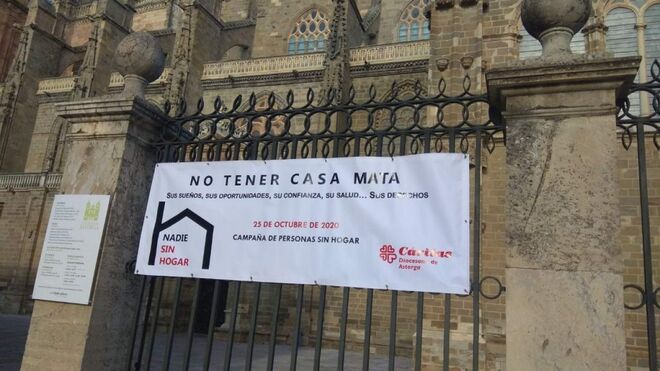 NO TENER CASA MATA
SUS SUEÑOS, SUS OPORTUNIDADES, SU CONFIANZA, SU SALUD... SUS DERECHOS
NADIE
SIN
HOGAR
25 DE OCTUBRE DE 2020
CAMPAÑA DE PERSONAS SIN HOGAR
Cáritas
Diocesana de
Astorga